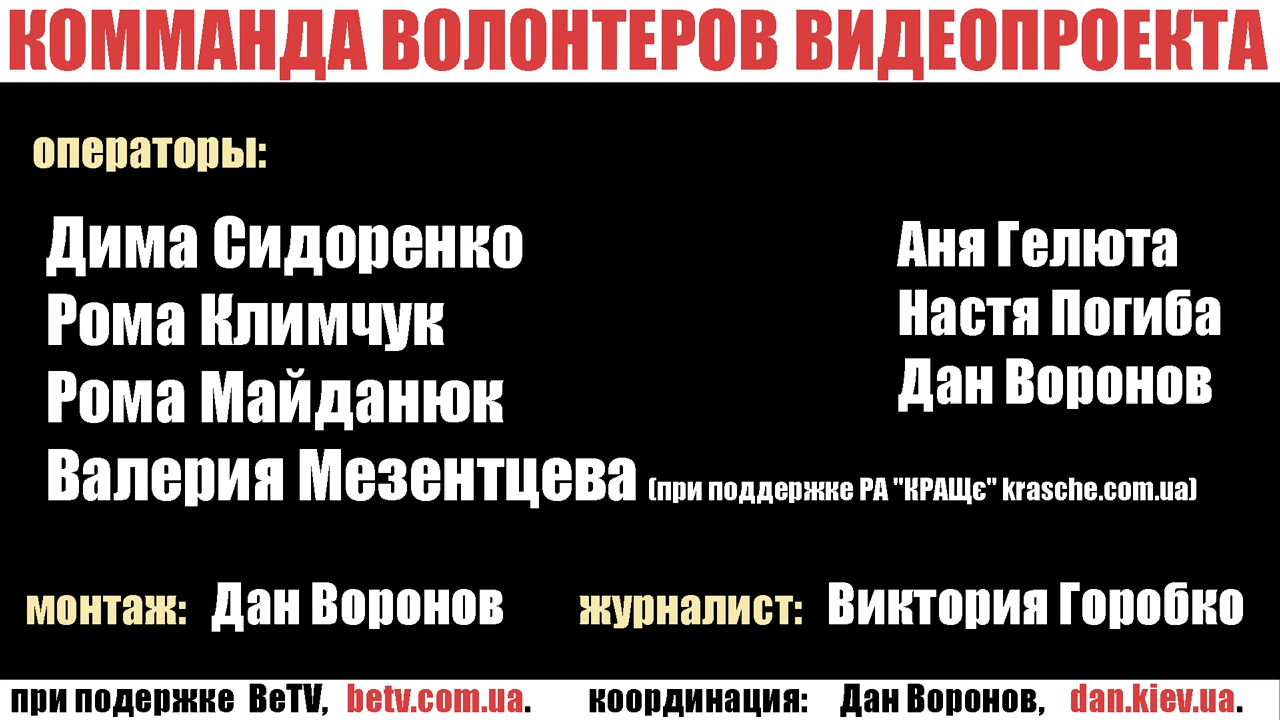 КОММАНДА ВОЛОНТЕРОВ ВИДЕОПРОЕКТА
операторы:
Дима Сидоренко
Рома Климчук
Рома Майданюк
Валерия Мезентцева (при поддержке РА "КРАЩє" krasche.com.ua)
Аня Гелюта
Настя Погиба
Дан Воронов
монтаж: Дан Воронов журналист: Виктория Горобко
при подержке BeTV, betv.com.ua. координация: Дан Воронов, dan.kiev.ua.